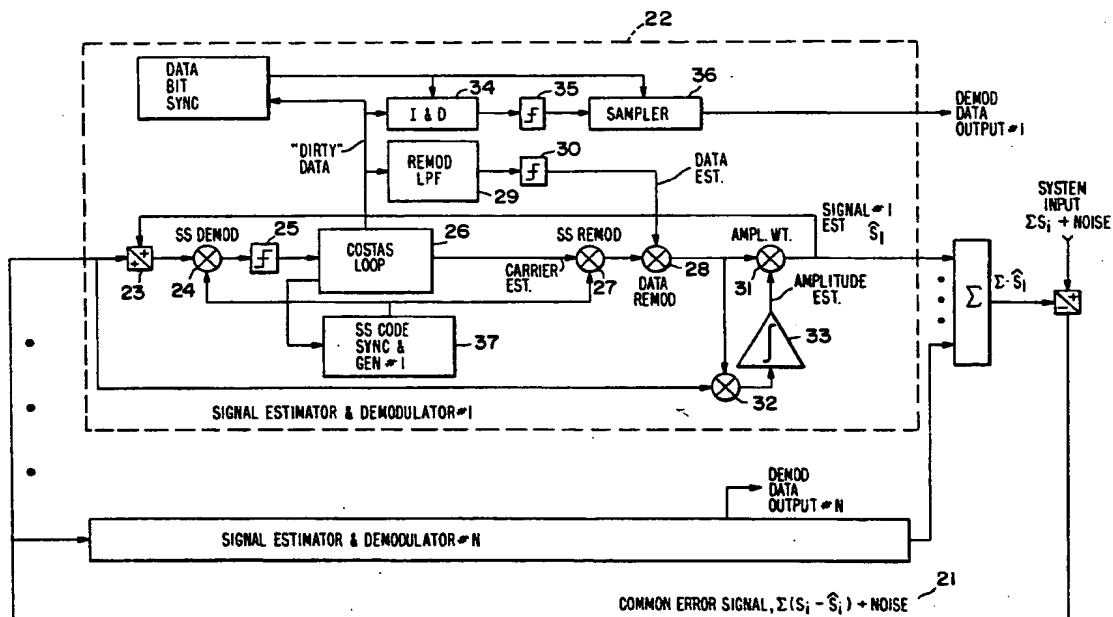 22
DATA
BIT
SYNC
34
I & D
35
36
SAMPLER
DEMOD
DATA
OUTPUT #1
"DIRTY"
DATA
REMOD
LPF
29
30
DATA
EST.
SIGNAL #1
EST Ŝ1
SYSTEM
INPUT
ΣSi + NOISE
+
+
23
SS DEMOD
24
25
COSTAS
LOOP
26
CARRIER
EST.
SS REMOD
27
28
DATA
REMOD
AMPL. WT.
31
AMPLITUDE
EST.
Σ
Σ·Ŝi
-
+
SS CODE
SYNC &
GEN #1
37
∫
33
32
SIGNAL ESTIMATOR & DEMODULATOR #1
DEMOD
DATA
OUTPUT #N
SIGNAL ESTIMATOR & DEMODULATOR #N
21
COMMON ERROR SIGNAL, Σ(Si - Ŝi) + NOISE